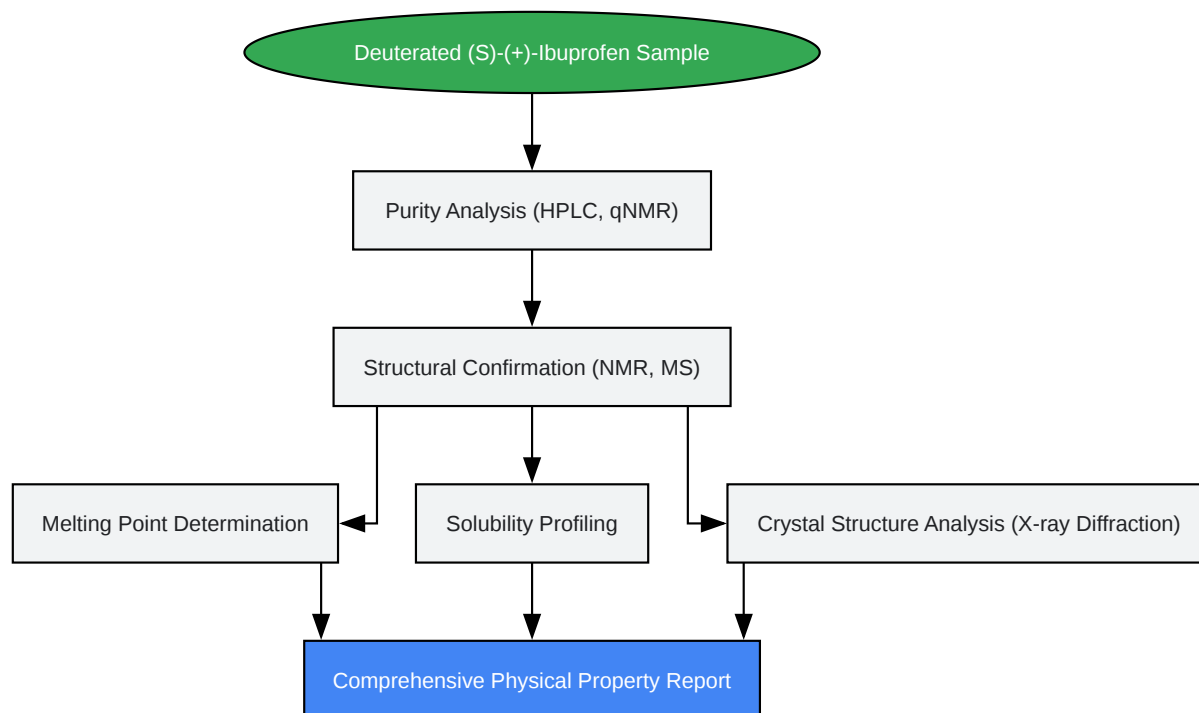 Deuterated (S)-(+)-Ibuprofen Sample
Purity Analysis (HPLC, qNMR)
Structural Confirmation (NMR, MS)
Melting Point Determination
Solubility Profiling
Crystal Structure Analysis (X-ray Diffraction)
Comprehensive Physical Property Report